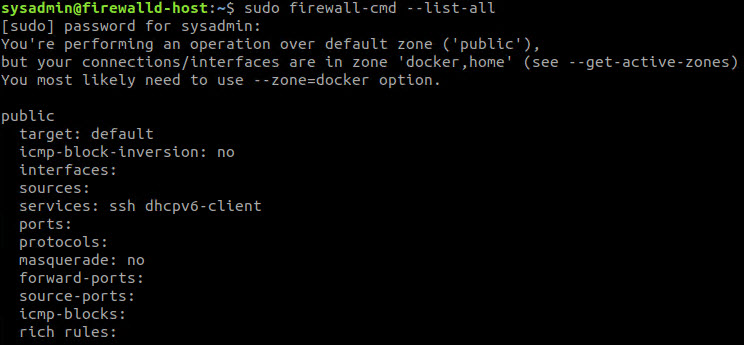 sysadmin@firewalld-host:~$ sudo firewall-cmd --list-all
[sudo] password for sysadmin:
You're performing an operation over default zone ('public'),
but your connections/interfaces are in zone 'docker,home' (see --get-active-zones)
You most likely need to use --zone=docker option.

public
  target: default
  icmp-block-inversion: no
  interfaces:
  sources:
  services: ssh dhcpv6-client
  ports:
  protocols:
  masquerade: no
  forward-ports:
  source-ports:
  icmp-blocks:
  rich rules: